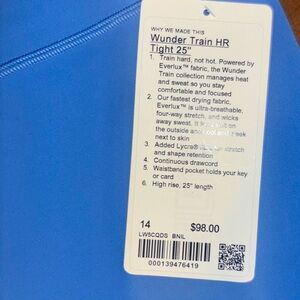 WHY WE MADE THIS
Wunder Train HR
Tight 25"
1. Train hard, not hot. Powered
by Everlux™ fabric, the Wunder
Train collection manages heat
and sweat so you stay
comfortable and focused
2. Our fastest drying fabric,
Everlux™ is ultra-breathable,
four-way stretch, and wicks
away sweat. on
the outside and
next to skin
3. Added Lycra® stretch
and shape retention
4. Continuous drawcord
5. Waistband pocket holds your key
or card
6. High rise, 25" length
14 $98.00
LW5CQDS BNIL
000139476419